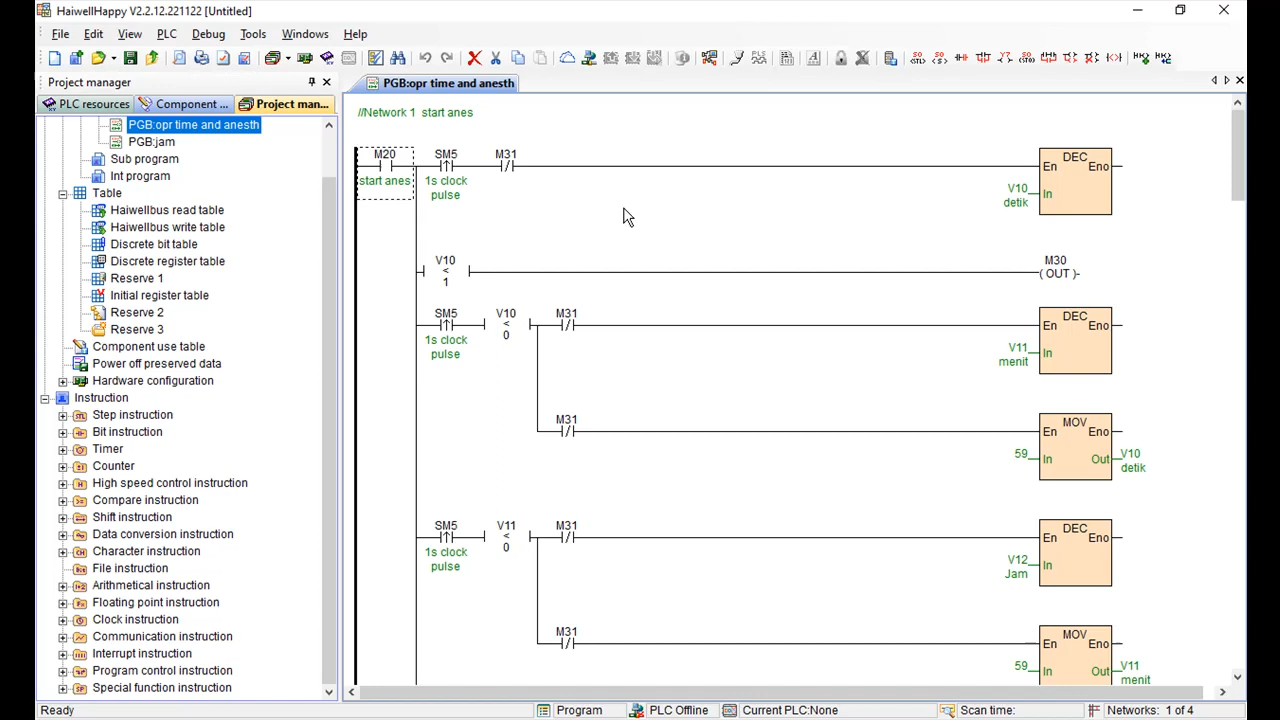 HaiwellHappy V2.2.12.221122 [Untitled]
File Edit View PLC Debug Tools Windows Help
Project manager
PLC resources Component ... Project man...
PGB:opr time and anesth
PGB:jam
Sub program
Int program
Table
Haiwellbus read table
Haiwellbus write table
Discrete bit table
Discrete register table
Reserve 1
Initial register table
Reserve 2
Reserve 3
Component use table
Power off preserved data
Hardware configuration
Instruction
Step instruction
Bit instruction
Timer
Counter
High speed control instruction
Compare instruction
Shift instruction
Data conversion instruction
Character instruction
File instruction
Arithmetical instruction
Floating point instruction
Clock instruction
Communication instruction
Interrupt instruction
Program control instruction
Special function instruction
PGB:opr time and anesth
//Network 1 start anes
M20 SM5 M31 DEC
En Eno
start anes 1s clock
pulse
V10
detik In
V10 M30
< ( OUT )-
1
SM5 V10 M31 DEC
< En Eno
0
1s clock
pulse
V11
menit In
M31 MOV
En Eno
59 In Out V10
detik
SM5 V11 M31 DEC
< En Eno
0
1s clock
pulse
V12
Jam In
M31 MOV
En Eno
59 In Out V11
menit
Ready Program PLC Offline Current PLC:None Scan time: Networks: 1 of 4